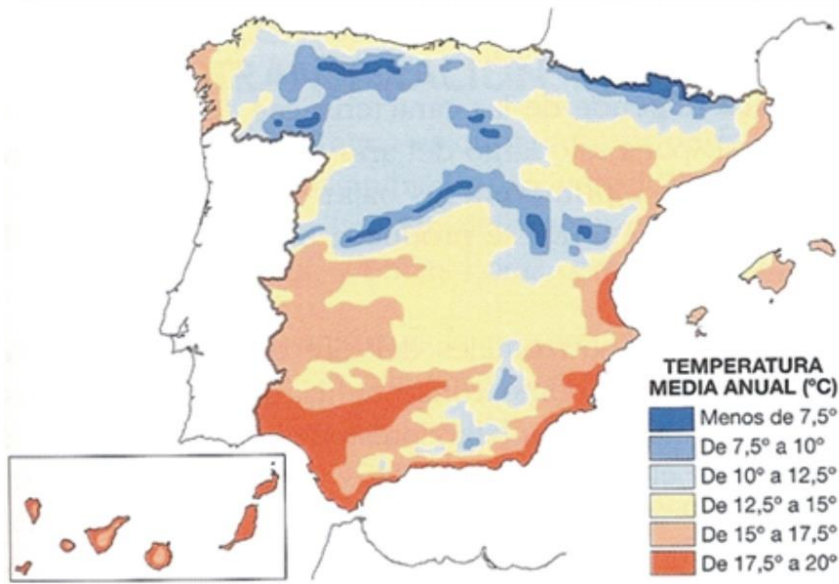 TEMPERATURA
MEDIA ANUAL (ºC)
Menos de 7,5º
De 7,5º a 10º
De 10º a 12,5º
De 12,5º a 15º
De 15º a 17,5º
De 17,5º a 20º